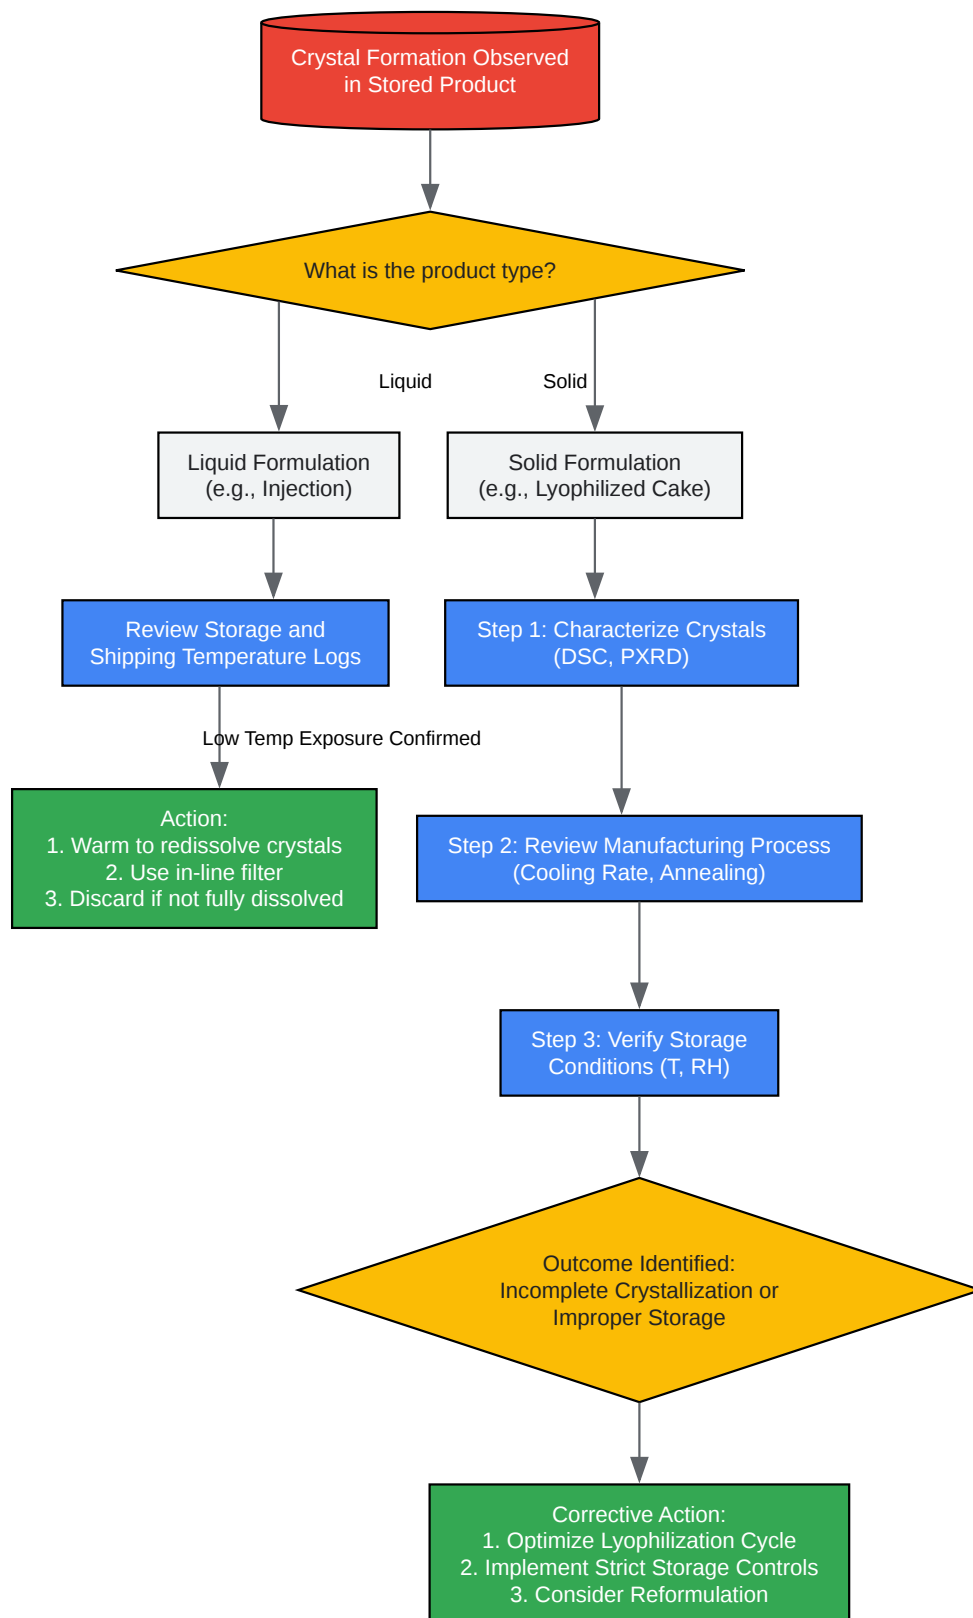 Crystal Formation Observed
in Stored Product
What is the product type?
Liquid
Solid
Liquid Formulation
(e.g., Injection)
Solid Formulation
(e.g., Lyophilized Cake)
Review Storage and
Shipping Temperature Logs
Step 1: Characterize Crystals
(DSC, PXRD)
Low Temp Exposure Confirmed
Action:
1. Warm to redissolve crystals
2. Use in-line filter
3. Discard if not fully dissolved
Step 2: Review Manufacturing Process
(Cooling Rate, Annealing)
Step 3: Verify Storage
Conditions (T, RH)
Outcome Identified:
Incomplete Crystallization or
Improper Storage
Corrective Action:
1. Optimize Lyophilization Cycle
2. Implement Strict Storage Controls
3. Consider Reformulation